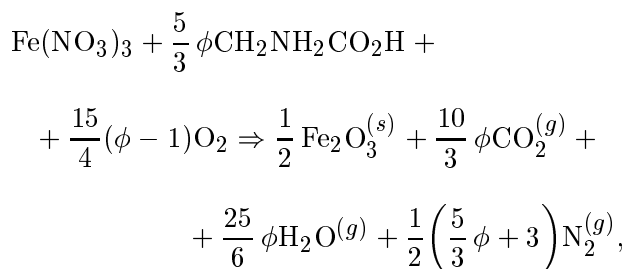 Fe(NO₃)₃ + 5/3 ϕCH₂NH₂CO₂H +
+ 15/4 (ϕ − 1)O₂ ⇒ 1/2 Fe₂O₃⁽ˢ⁾ + 10/3 ϕCO₂⁽ᵍ⁾ +
+ 25/6 ϕH₂O⁽ᵍ⁾ + 1/2 (5/3 ϕ + 3) N₂⁽ᵍ⁾,